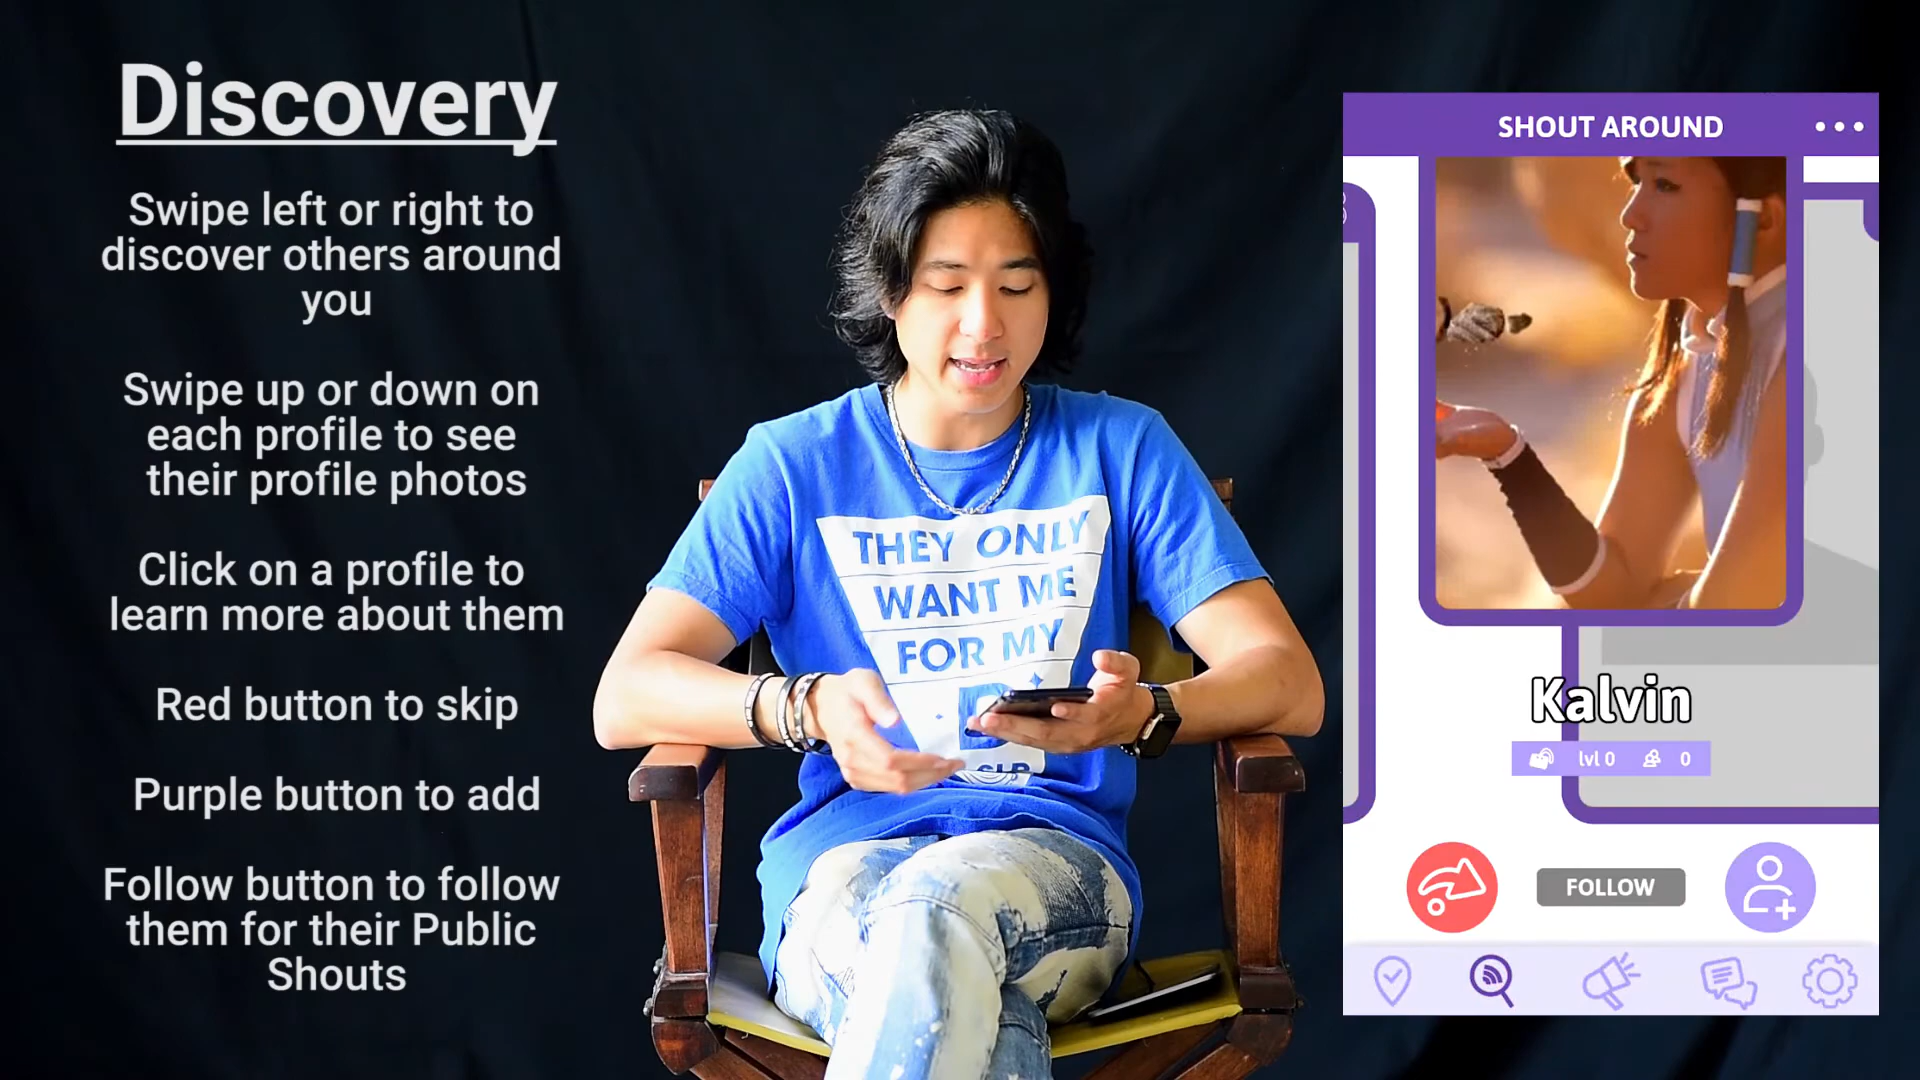 Discovery
Swipe left or right to
discover others around
you
Swipe up or down on
each profile to see
their profile photos
Click on a profile to
learn more about them
Red button to skip
Purple button to add
Follow button to follow
them for their Public
Shouts
THEY ONLY
WANT ME
FOR MY
D
SHOUT AROUND
Kalvin
lvl 0 0
FOLLOW